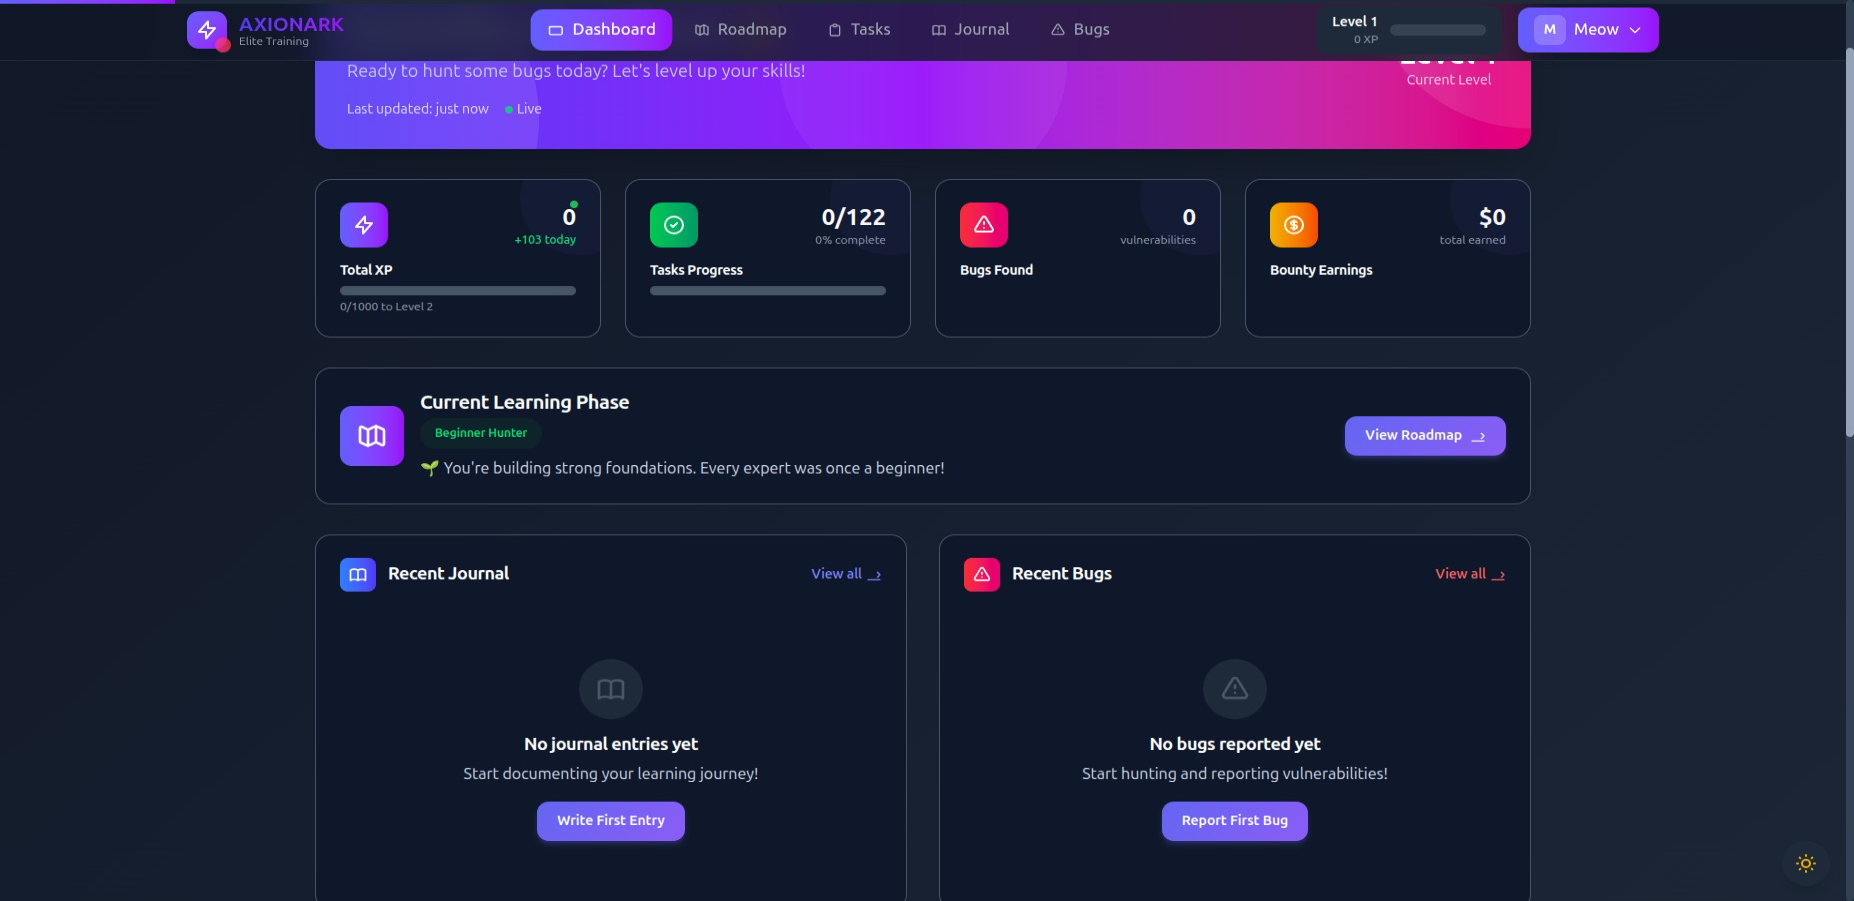 AXIONARK
Elite Training
Dashboard
Roadmap
Tasks
Journal
Bugs
Level 1
0 XP
M
Meow
Ready to hunt some bugs today? Let's level up your skills!
Last updated: just now
Live
Current Level
0
+103 today
Total XP
0/1000 to Level 2
0/122
0% complete
Tasks Progress
0
vulnerabilities
Bugs Found
$0
total earned
Bounty Earnings
Current Learning Phase
Beginner Hunter
🌱 You're building strong foundations. Every expert was once a beginner!
View Roadmap
Recent Journal
View all
No journal entries yet
Start documenting your learning journey!
Write First Entry
Recent Bugs
View all
No bugs reported yet
Start hunting and reporting vulnerabilities!
Report First Bug